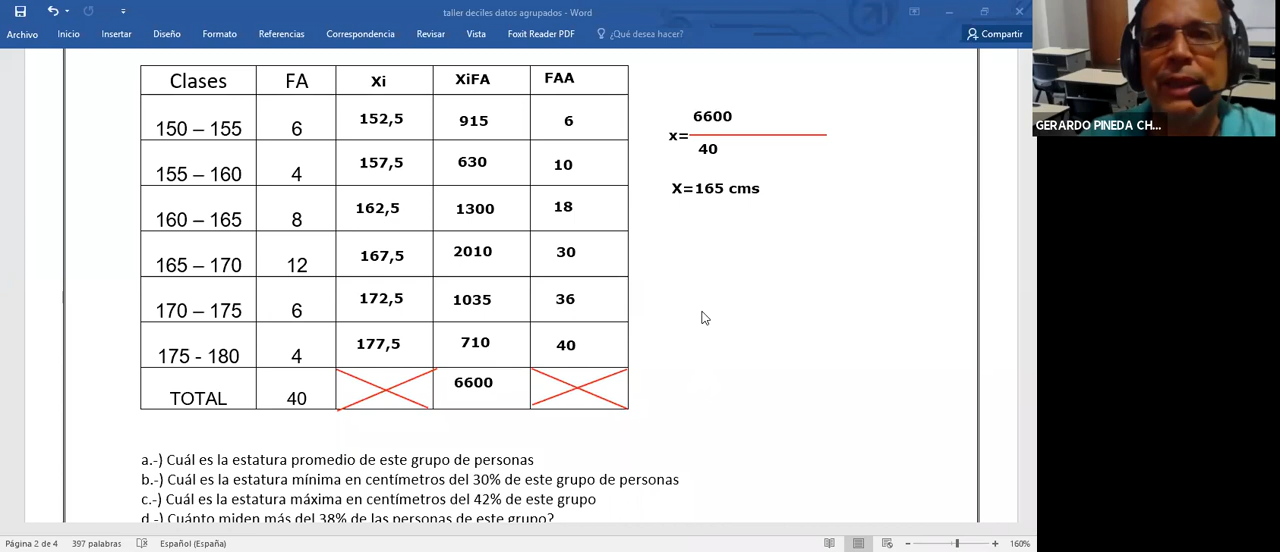 taller deciles datos agrupados - Word
Archivo Inicio Insertar Diseño Formato Referencias Correspondencia Revisar Vista Foxit Reader PDF ¿Qué desea hacer? Compartir
Clases FA Xi XiFA FAA
150 – 155 6 152,5 915 6
155 – 160 4 157,5 630 10
160 – 165 8 162,5 1300 18
165 – 170 12 167,5 2010 30
170 – 175 6 172,5 1035 36
175 - 180 4 177,5 710 40
TOTAL 40 6600
6600
x=
40
X=165 cms
GERARDO PINEDA CH...
a.-) Cuál es la estatura promedio de este grupo de personas
b.-) Cuál es la estatura mínima en centímetros del 30% de este grupo de personas
c.-) Cuál es la estatura máxima en centímetros del 42% de este grupo
d.-) Cuánto miden más del 38% de las personas de este grupo?
Página 2 de 4 397 palabras Español (España) 160%